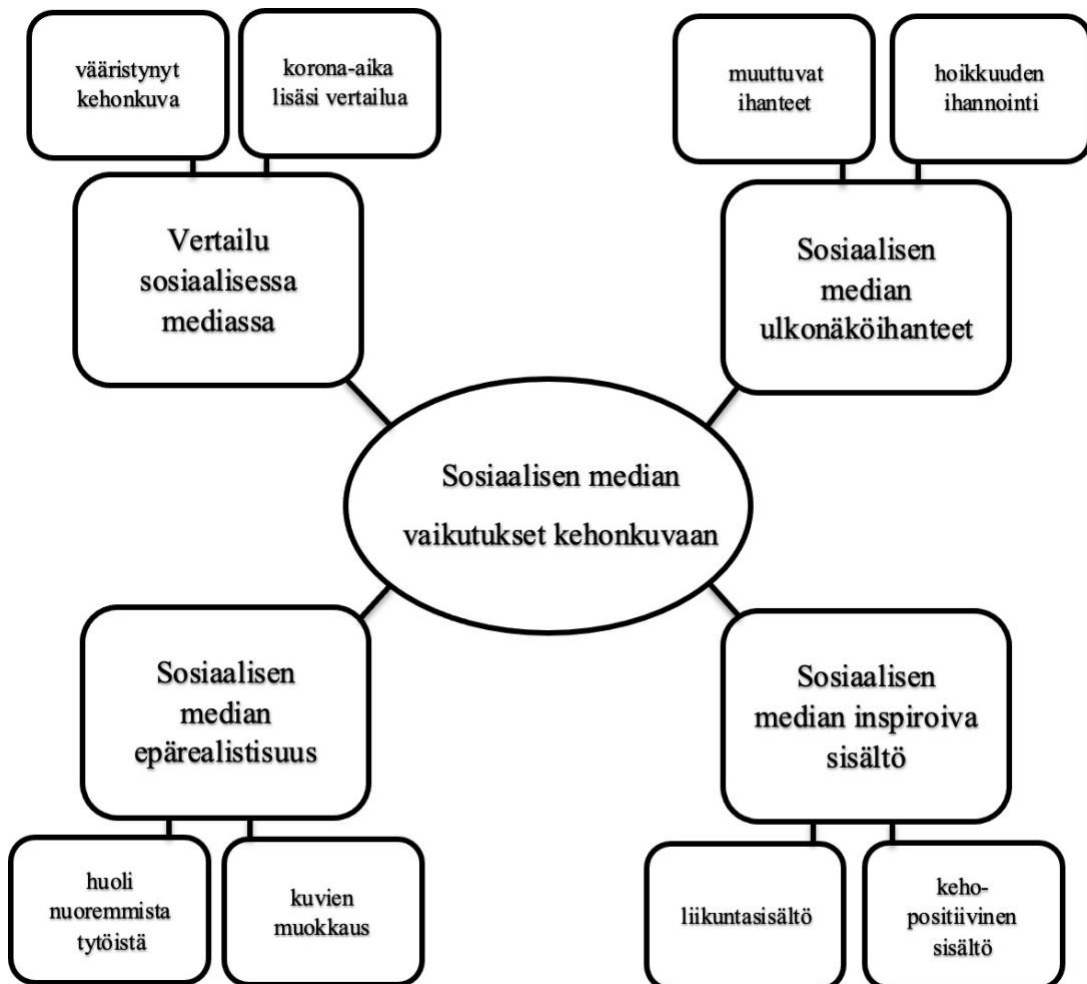 vääristynyt
kehonkuva
korona-aika
lisäsi vertailua
muuttuvat
ihanteet
hoikkuuden
ihannointi
Vertailu
sosiaalisessa
mediassa
Sosiaalisen
median
ulkonäköihanteet
Sosiaalisen median
vaikutukset kehonkuvaan
Sosiaalisen
median
epärealistisuus
Sosiaalisen
median inspiroiva
sisältö
huoli
nuoremmista
tytöistä
kuvien
muokkaus
liikuntasisältö
keho-
positiivinen
sisältö